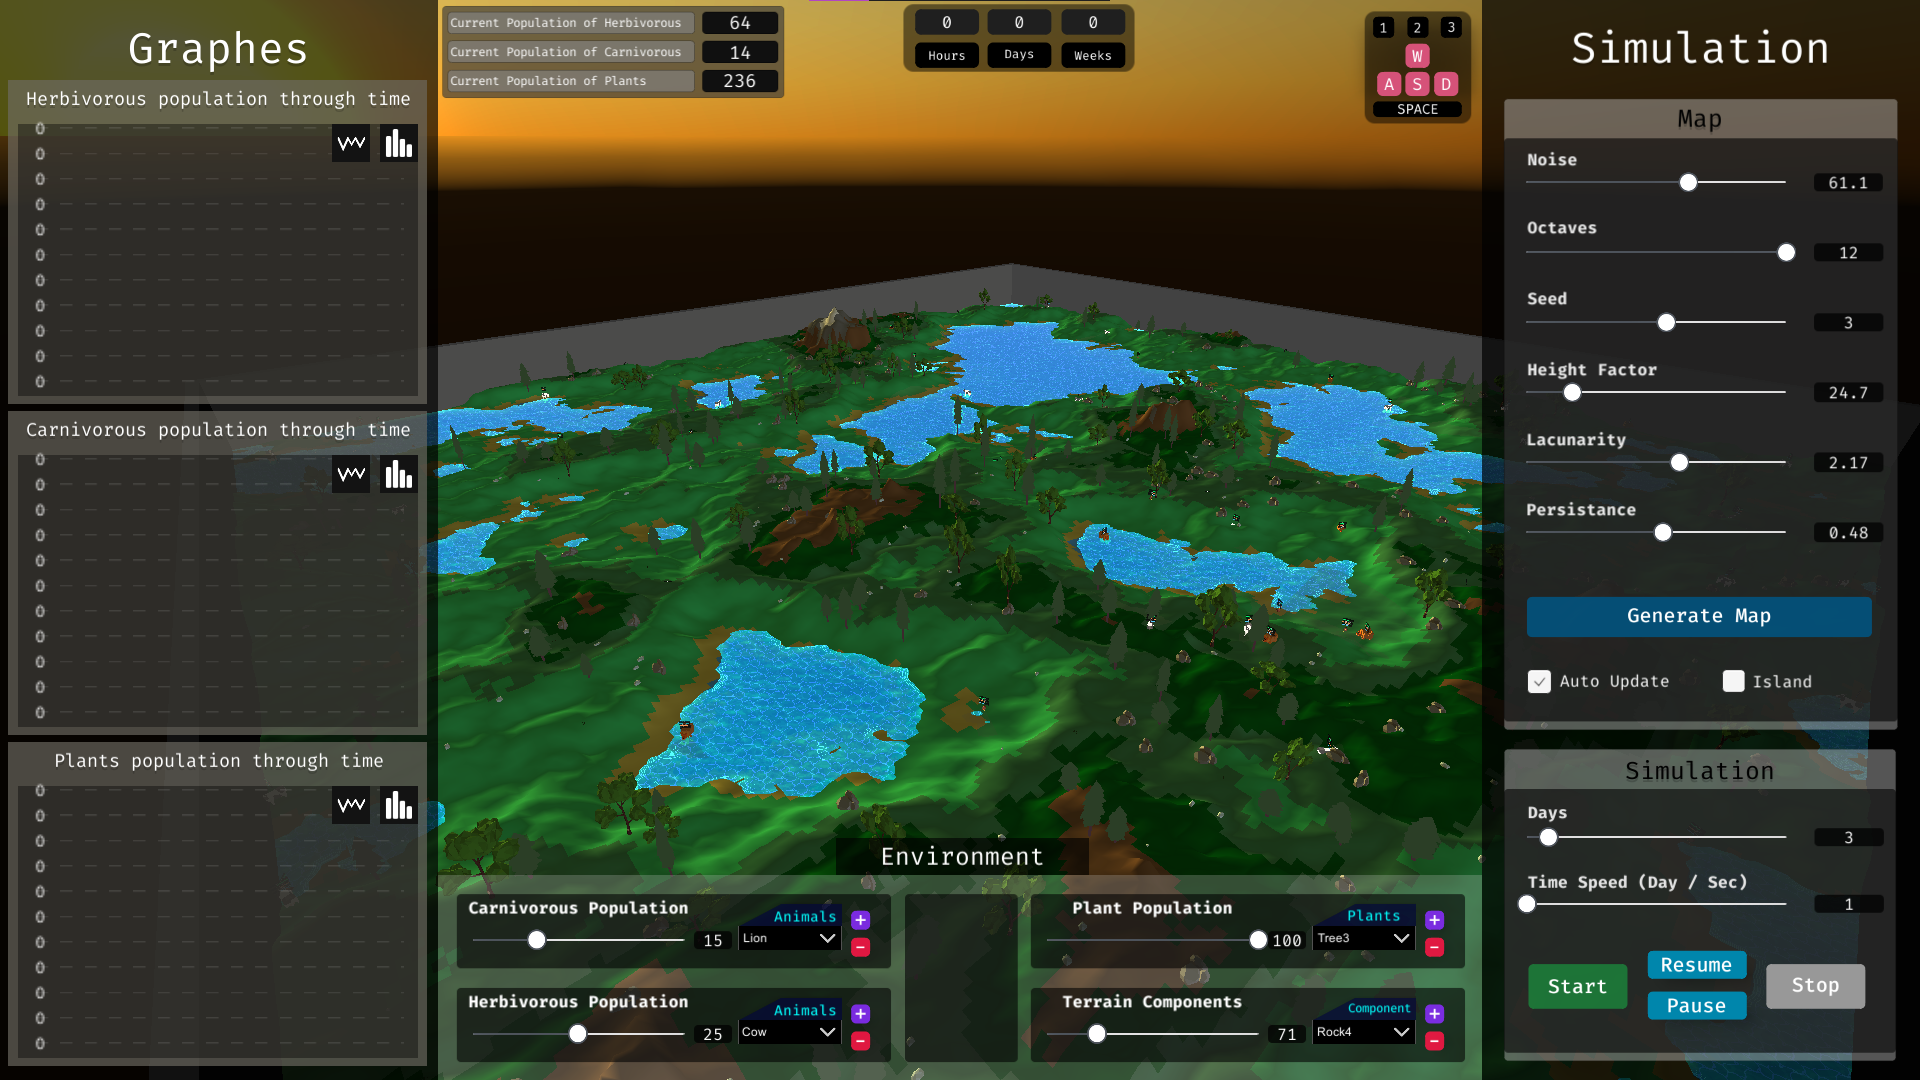 Graphes
Herbivorous population through time
0
0
0
0
0
0
0
0
0
0
0
Carnivorous population through time
0
0
0
0
0
0
0
0
0
0
0
Plants population through time
0
0
0
0
0
0
0
0
0
0
0
Current Population of Herbivorous 64
Current Population of Carnivorous 14
Current Population of Plants 236
0 0 0
Hours Days Weeks
1 2 3
W
A S D
SPACE
Environment
Carnivorous Population
Animals
15 Lion
+
−
Herbivorous Population
Animals
25 Cow
+
−
Plant Population
Plants
100 Tree3
+
−
Terrain Components
Component
71 Rock4
+
−
Simulation
Map
Noise
61.1
Octaves
12
Seed
3
Height Factor
24.7
Lacunarity
2.17
Persistance
0.48
Generate Map
Auto Update Island
Simulation
Days
3
Time Speed (Day / Sec)
1
Start
Resume
Pause
Stop